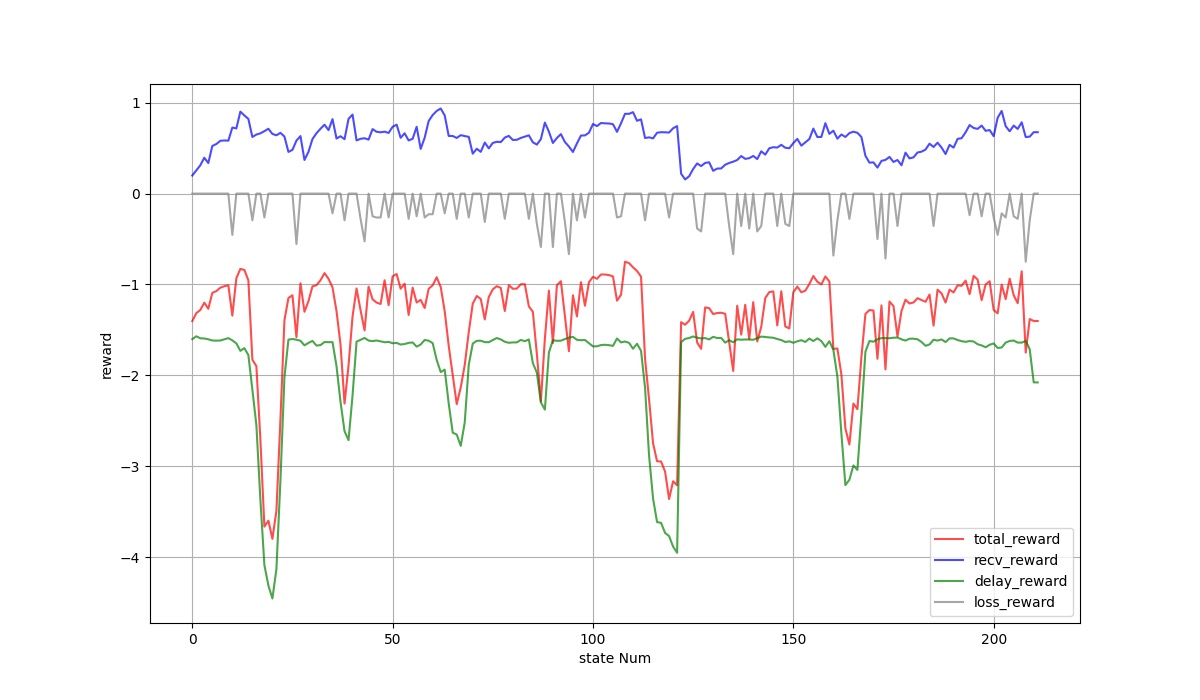 1
0
−1
−2
−3
−4
reward
0
50
100
150
200
state Num
total_reward
recv_reward
delay_reward
loss_reward